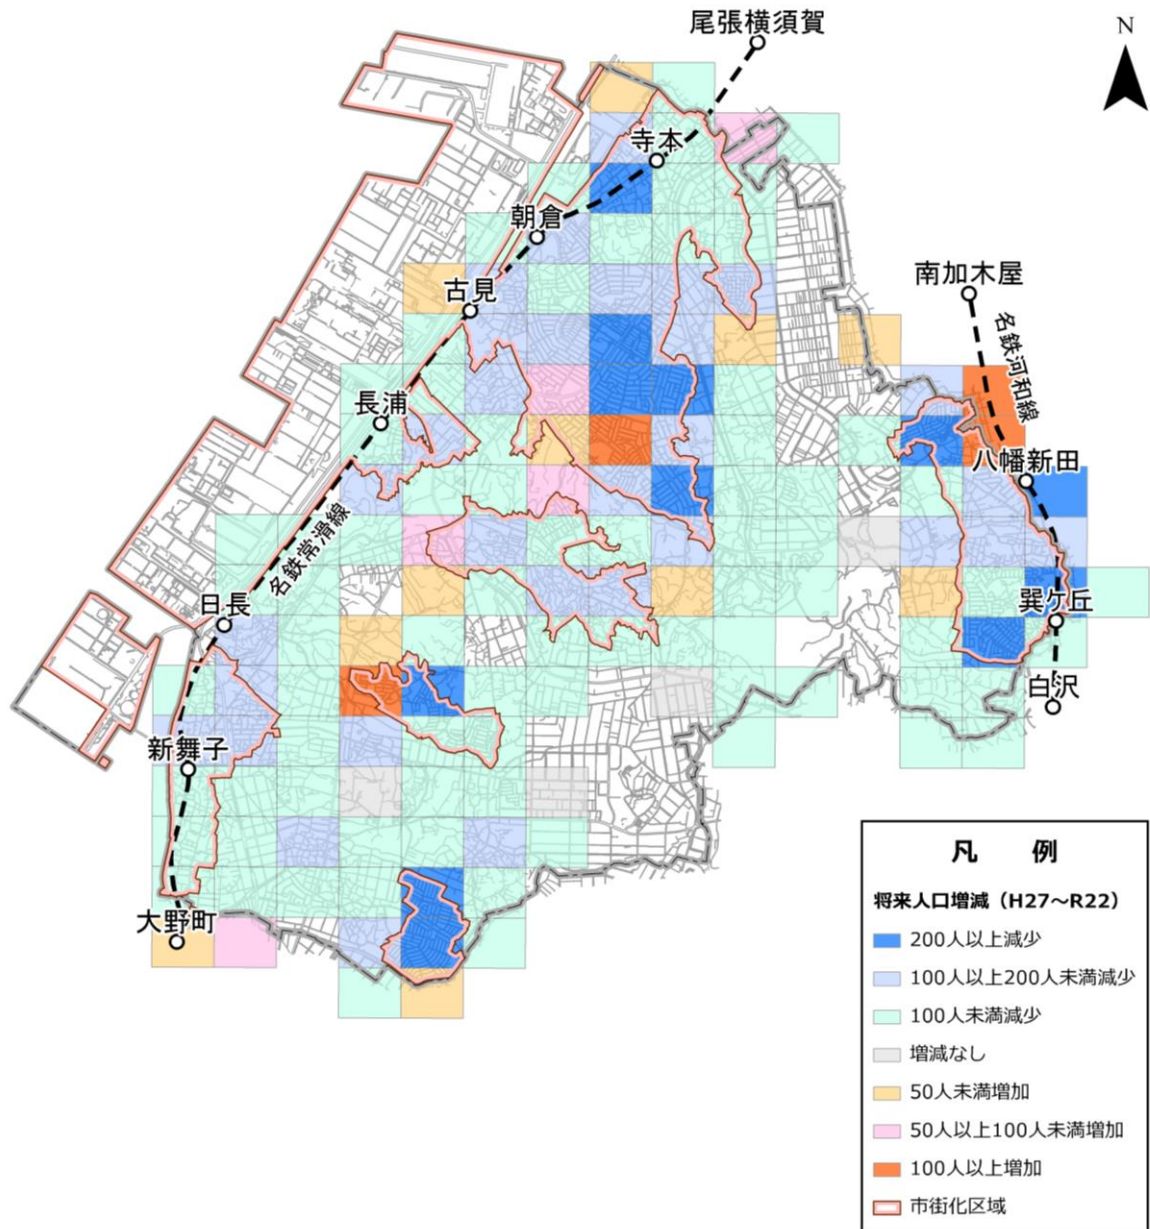 尾張横須賀
N
寺本
朝倉
古見
南加木屋
名鉄河和線
長浦
八幡新田
名鉄常滑線
日長
巽ケ丘
白沢
新舞子
大野町
凡 例
将来人口増減（H27～R22）
200人以上減少
100人以上200人未満減少
100人未満減少
増減なし
50人未満増加
50人以上100人未満増加
100人以上増加
市街化区域